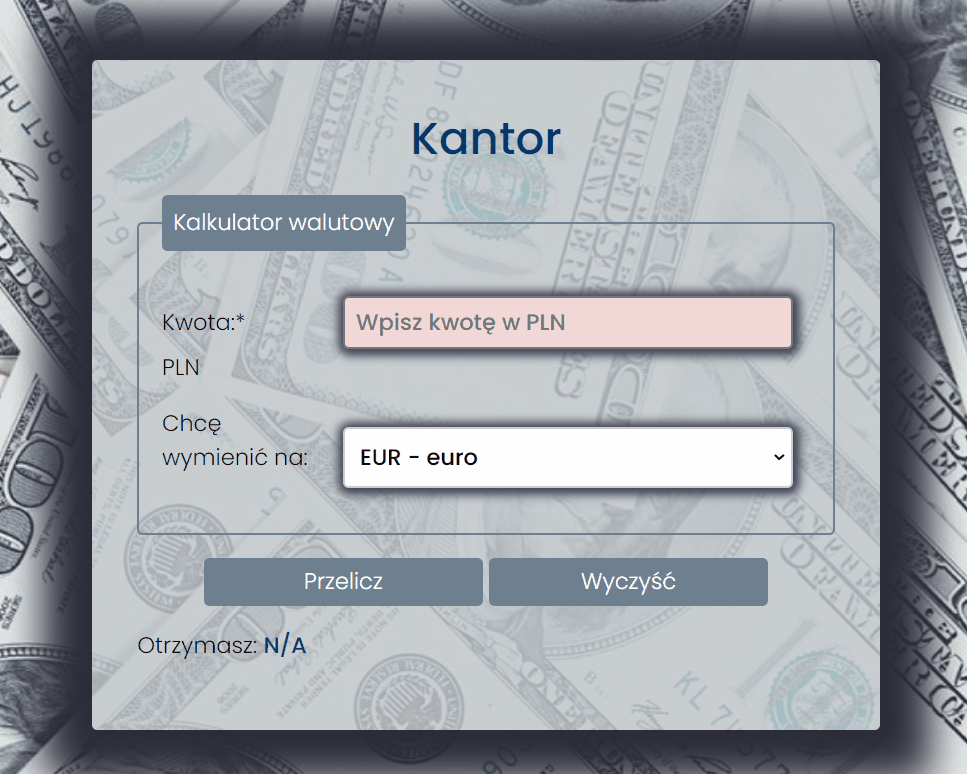 Kantor
Kalkulator walutowy
Kwota:*
Wpisz kwotę w PLN
PLN
Chcę
wymienić na:
EUR - euro
Przelicz
Wyczyść
Otrzymasz: N/A